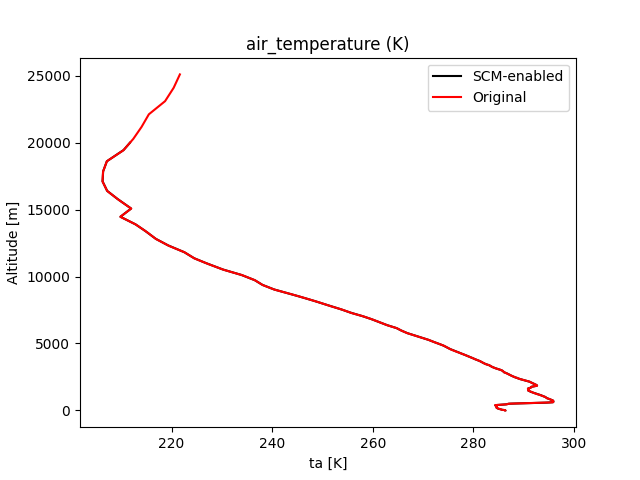 air_temperature (K)
SCM-enabled
Original
25000
20000
15000
10000
5000
0
Altitude [m]
220
240
260
280
300
ta [K]